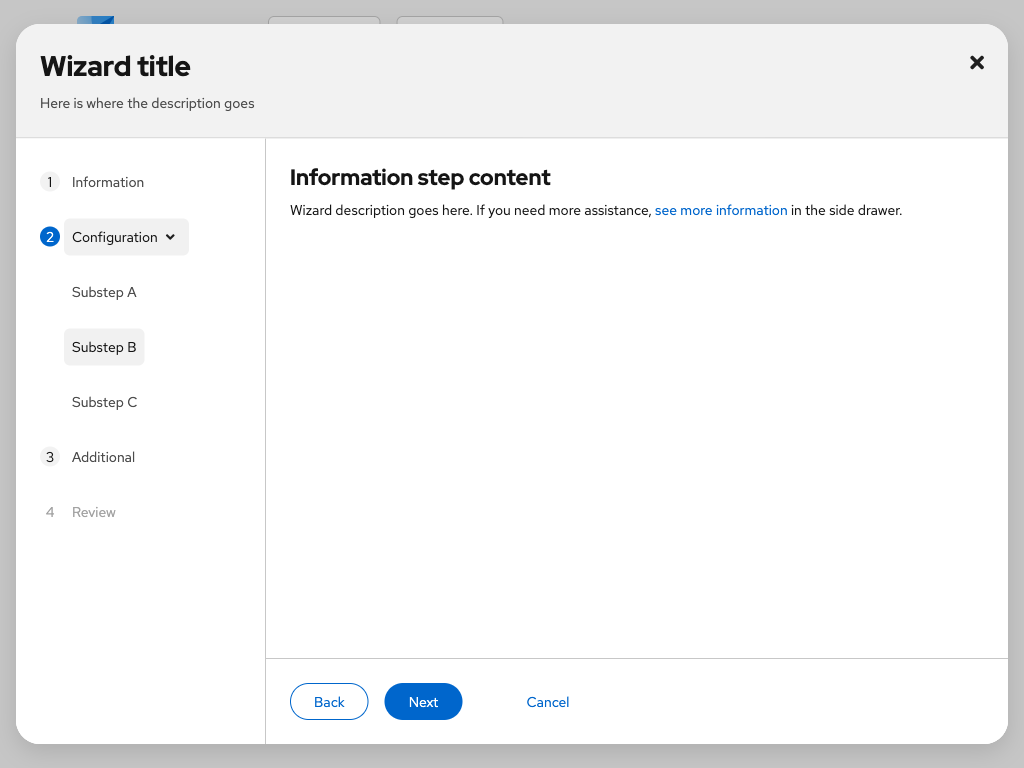 Wizard title
Here is where the description goes
1 Information
2 Configuration
Substep A
Substep B
Substep C
3 Additional
4 Review
Information step content
Wizard description goes here. If you need more assistance, see more information in the side drawer.
Back Next Cancel